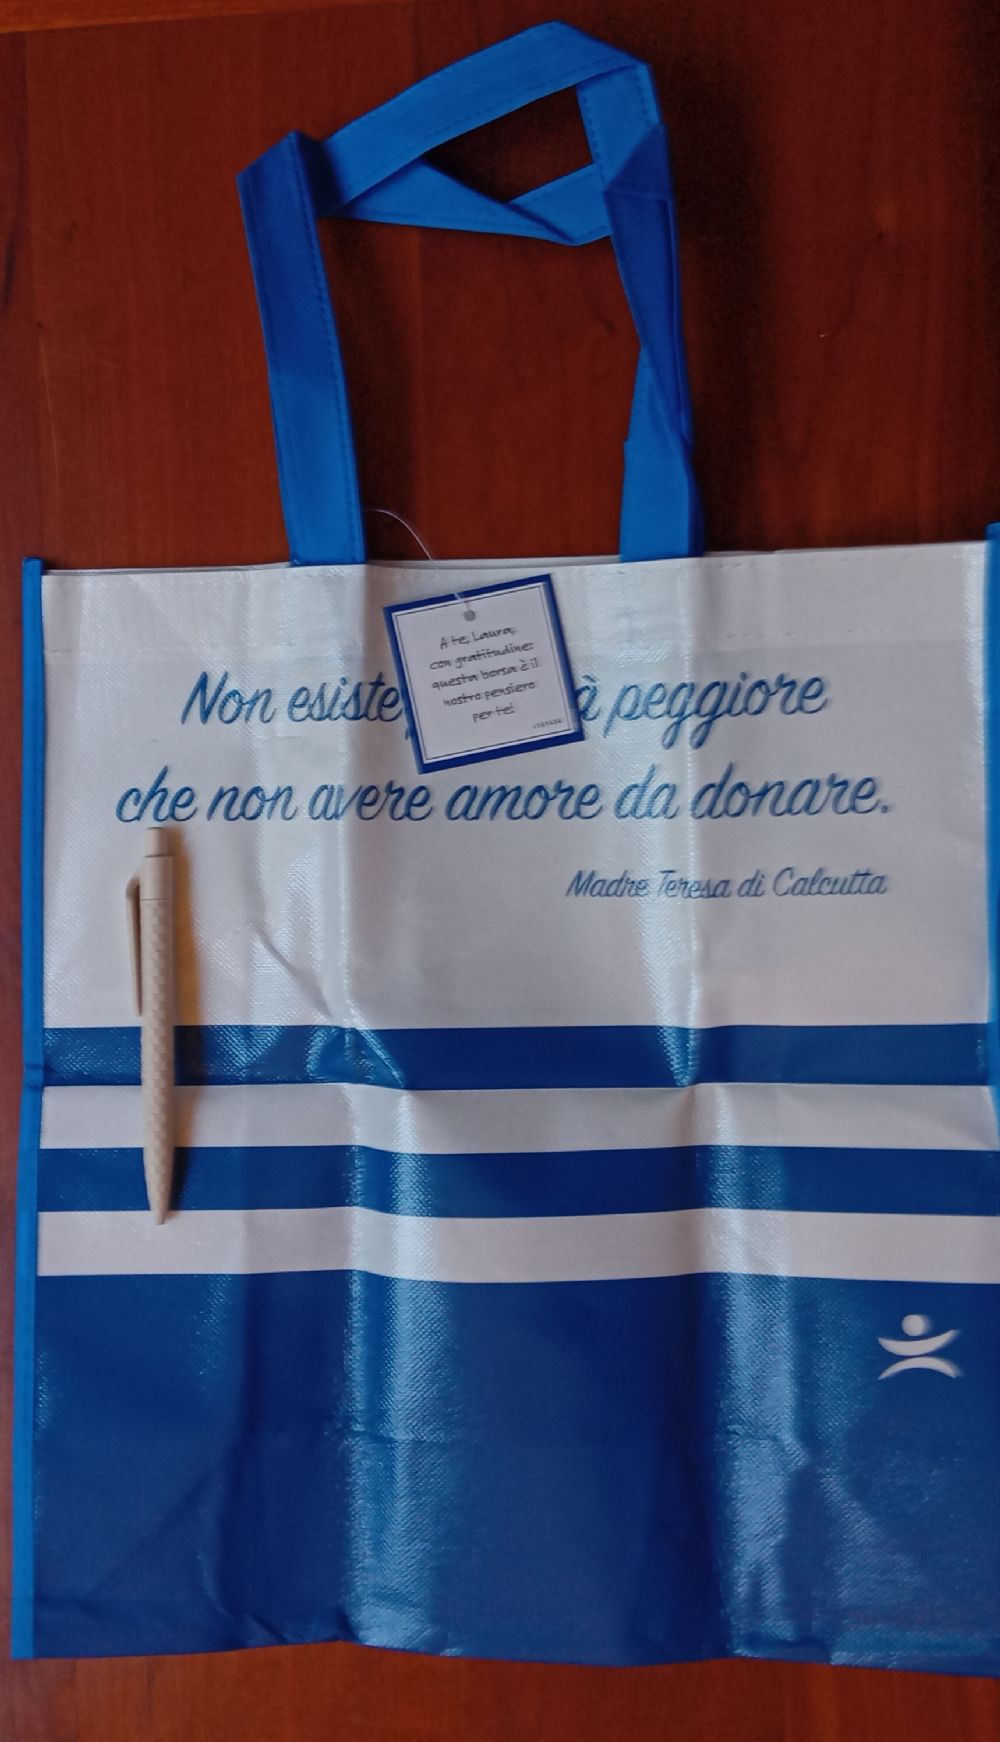 A te, Laura,
con gratitudine:
questa borsa è il
nostro pensiero
per te!
Non esiste à peggiore
che non avere amore da donare.
Madre Teresa di Calcutta